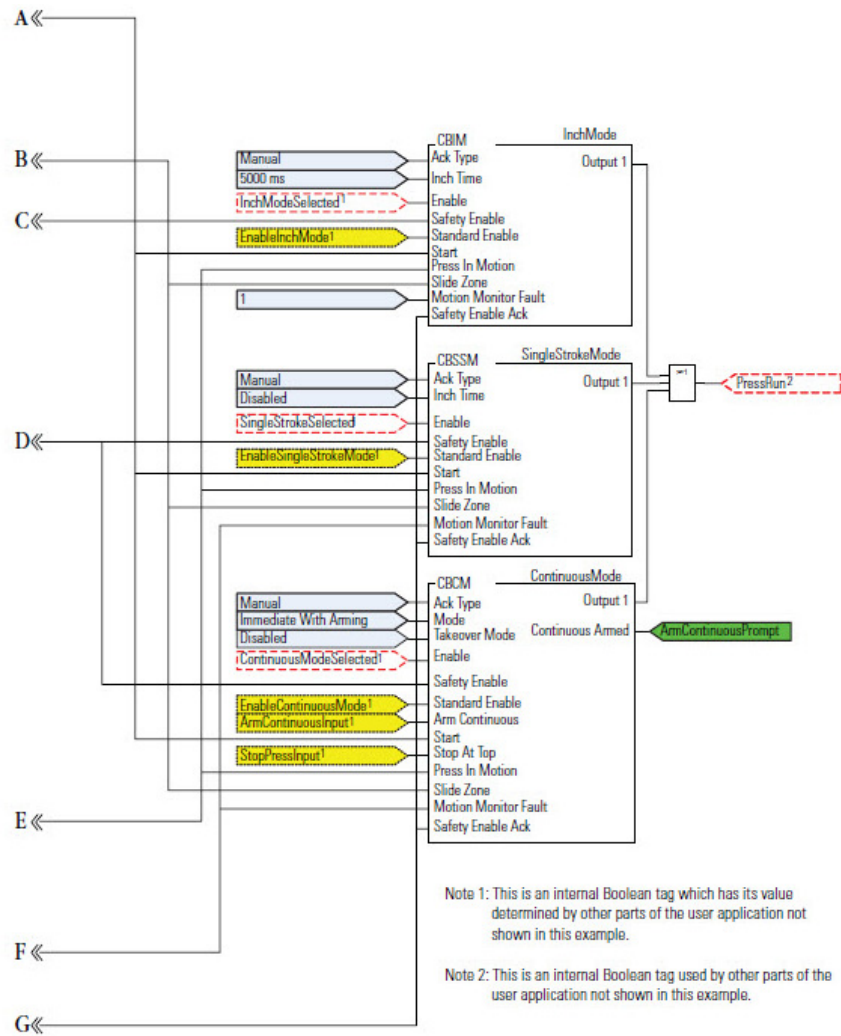 A
CBIM InchMode
Manual Ack Type Output 1
B
5000 ms Inch Time
InchModeSelected1 Enable
C
Safety Enable
EnableInchMode1 Standard Enable
Start
Press In Motion
Slide Zone
1 Motion Monitor Fault
Safety Enable Ack
CBSSM SingleStrokeMode
Manual Ack Type Output 1
PressRun2
Disabled Inch Time
SingleStrokeSelected Enable
D
Safety Enable
EnableSingleStrokeMode1 Standard Enable
Start
Press In Motion
Slide Zone
Motion Monitor Fault
Safety Enable Ack
CBCM ContinuousMode
Manual Ack Type Output 1
Immediate With Arming Mode
Disabled Takeover Mode Continuous Armed ArmContinuousPrompt
ContinuousModeSelected1 Enable
Safety Enable
EnableContinuousMode1 Standard Enable
ArmContinuousInput1 Arm Continuous
Start
StopPressInput1 Stop At Top
Press In Motion
Slide Zone
Motion Monitor Fault
E
Safety Enable Ack
Note 1: This is an internal Boolean tag which has its value
determined by other parts of the user application not
shown in this example.
F
Note 2: This is an internal Boolean tag used by other parts of the
user application not shown in this example.
G